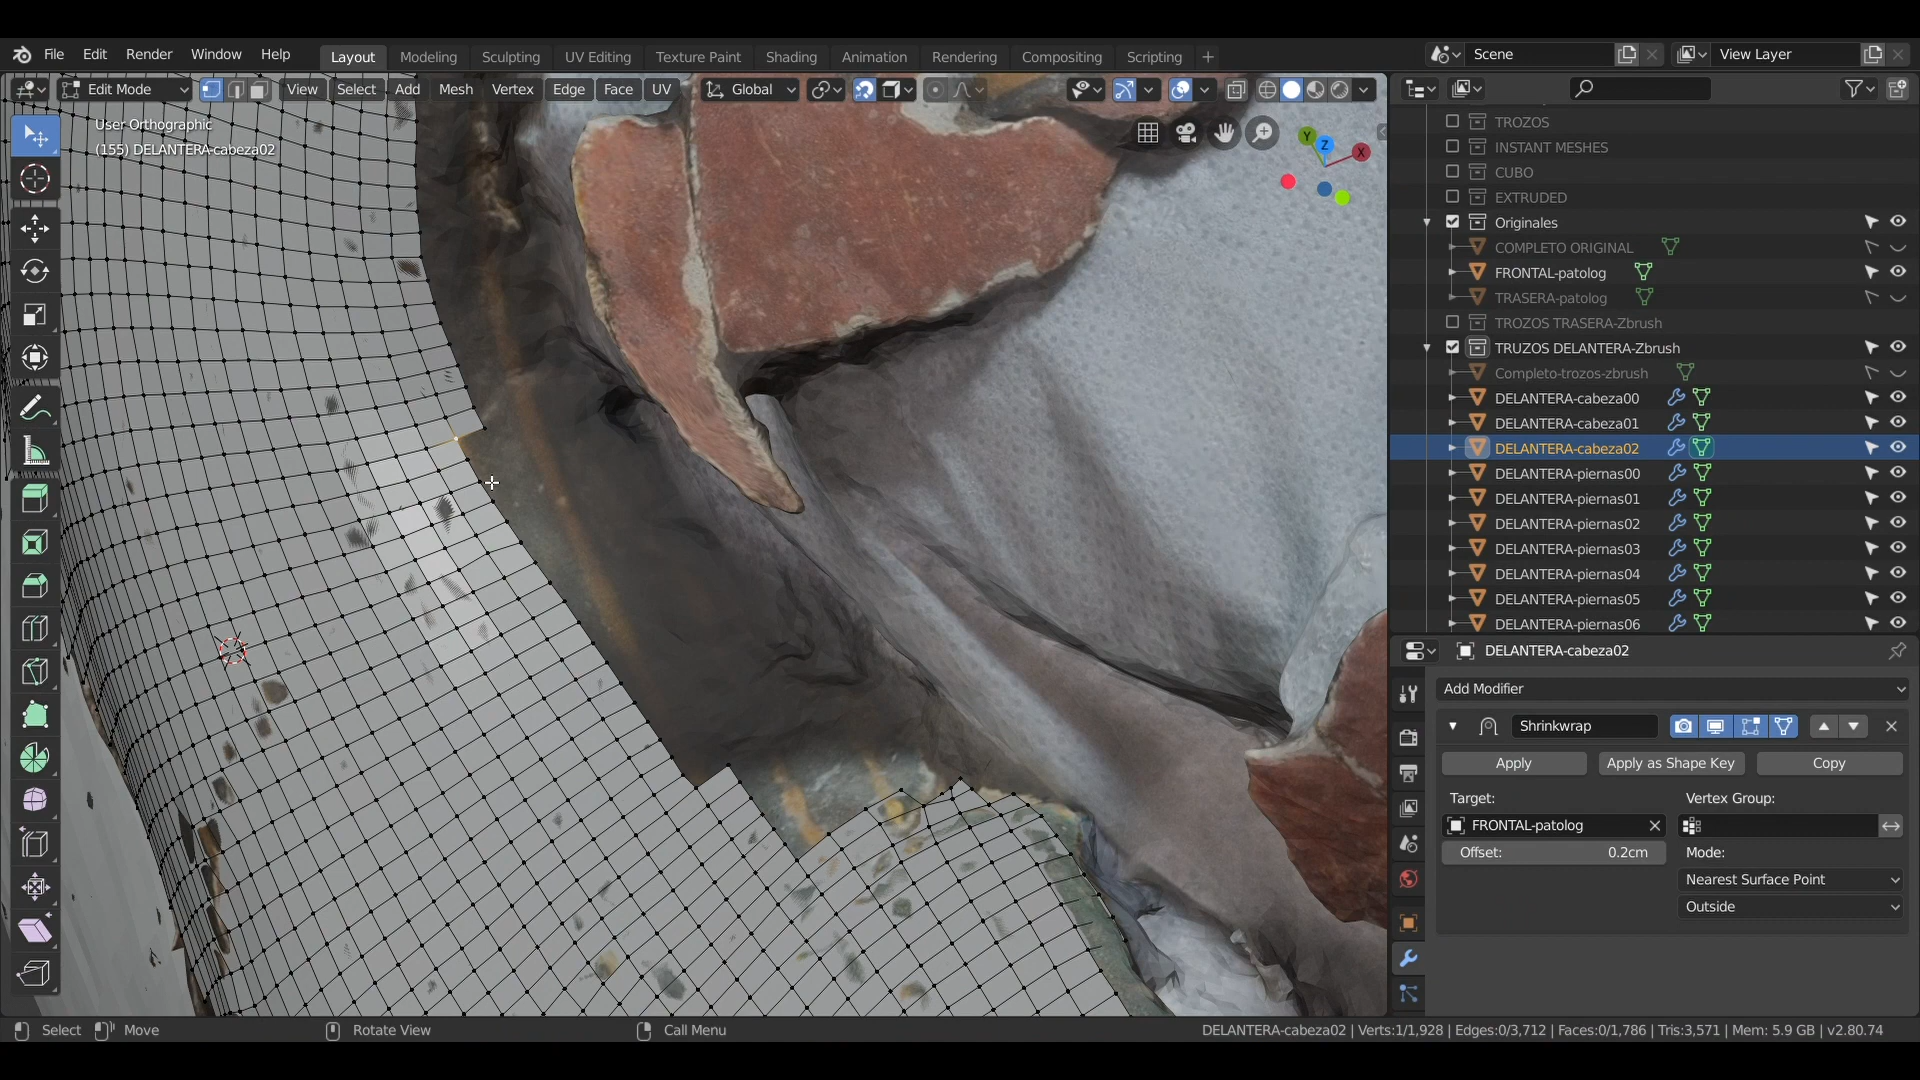 File Edit Render Window Help Layout Modeling Sculpting UV Editing Texture Paint Shading Animation Rendering Compositing Scripting + Scene View Layer
Edit Mode View Select Add Mesh Vertex Edge Face UV Global
User Orthographic
(155) DELANTERA-cabeza02
Y
Z
X
TROZOS
INSTANT MESHES
CUBO
EXTRUDED
Originales
COMPLETO ORIGINAL
FRONTAL-patolog
TRASERA-patolog
TROZOS TRASERA-Zbrush
TRUZOS DELANTERA-Zbrush
Completo-trozos-zbrush
DELANTERA-cabeza00
DELANTERA-cabeza01
DELANTERA-cabeza02
DELANTERA-piernas00
DELANTERA-piernas01
DELANTERA-piernas02
DELANTERA-piernas03
DELANTERA-piernas04
DELANTERA-piernas05
DELANTERA-piernas06
DELANTERA-cabeza02
Add Modifier
Shrinkwrap
Apply Apply as Shape Key Copy
Target: Vertex Group:
FRONTAL-patolog
Offset: 0.2cm Mode:
Nearest Surface Point
Outside
Select Move Rotate View Call Menu DELANTERA-cabeza02 | Verts:1/1,928 | Edges:0/3,712 | Faces:0/1,786 | Tris:3,571 | Mem: 5.9 GB | v2.80.74